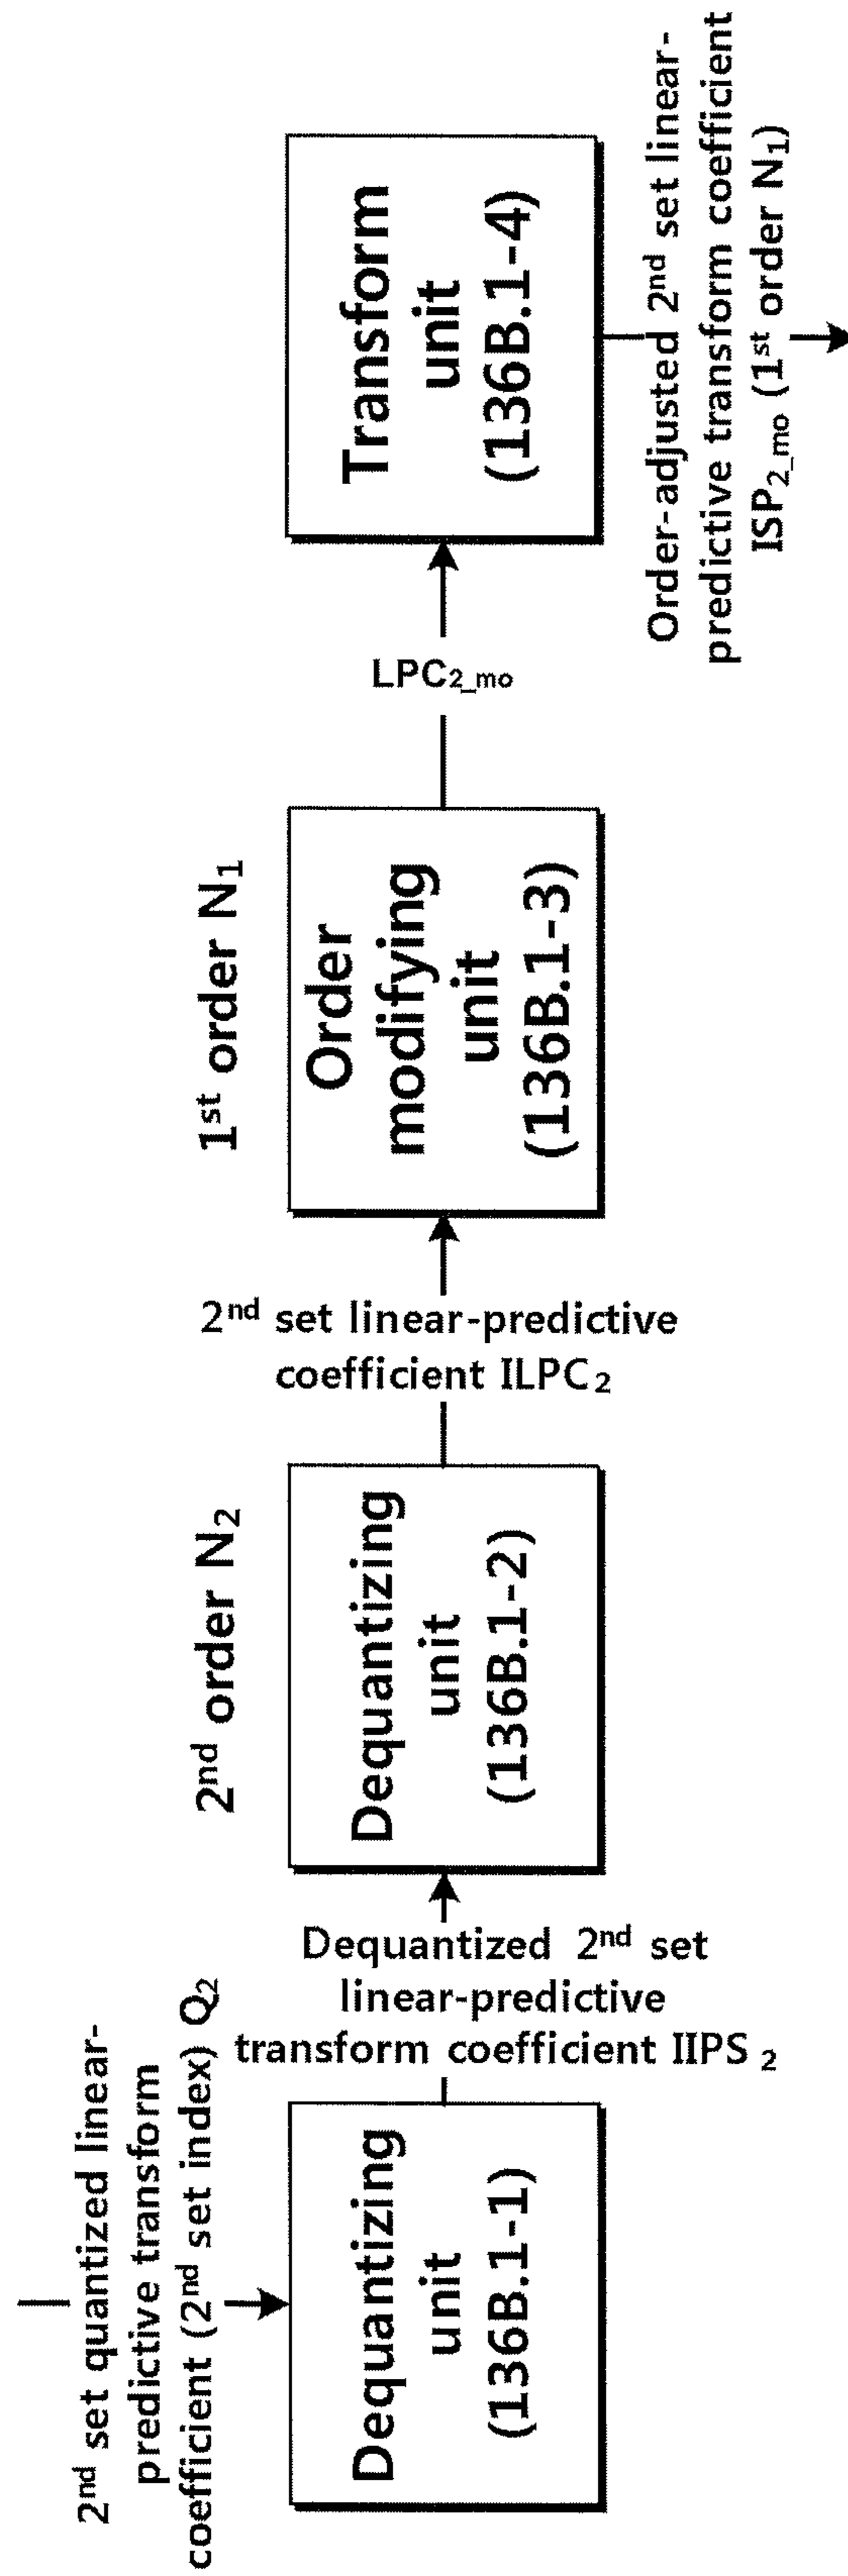 2nd set quantized linear-
predictive transform
coefficient (2nd set index) Q2
Dequantizing
unit
(136B.1-1)
Dequantized 2nd set
linear-predictive
transform coefficient IIPS 2
2nd order N2
Dequantizing
unit
(136B.1-2)
2nd set linear-predictive
coefficient ILPC 2
1st order N1
Order
modifying
unit
(136B.1-3)
LPC2_mo
Transform
unit
(136B.1-4)
Order-adjusted 2nd set linear-
predictive transform coefficient
ISP2_mo (1st order N1)